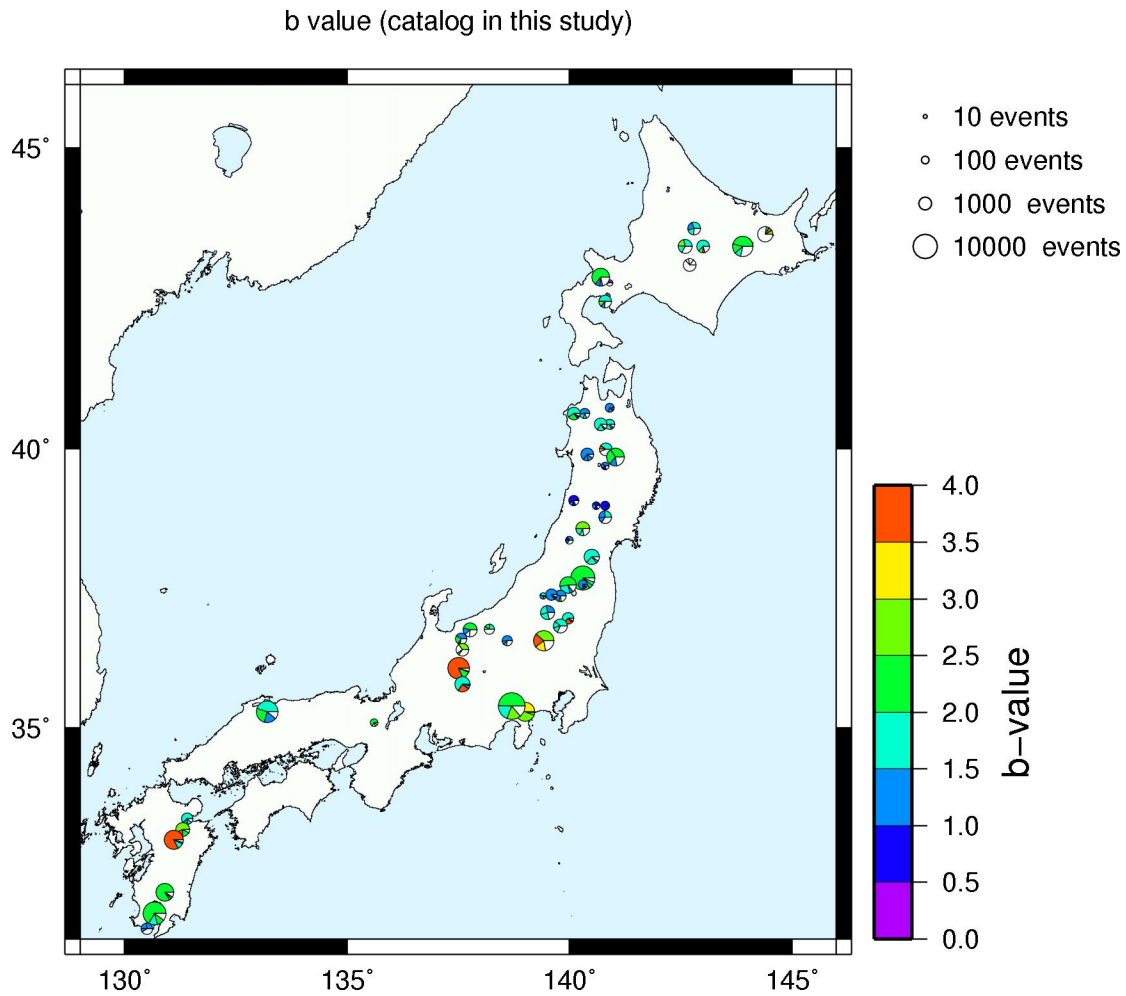 b value (catalog in this study)
10 events
100 events
1000 events
10000 events
45°
40°
35°
130°
135°
140°
145°
4.0
3.5
3.0
2.5
2.0
1.5
1.0
0.5
0.0
b-value